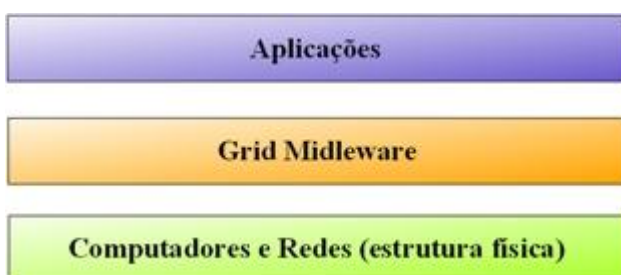 Aplicações
Grid Midleware
Computadores e Redes (estrutura física)